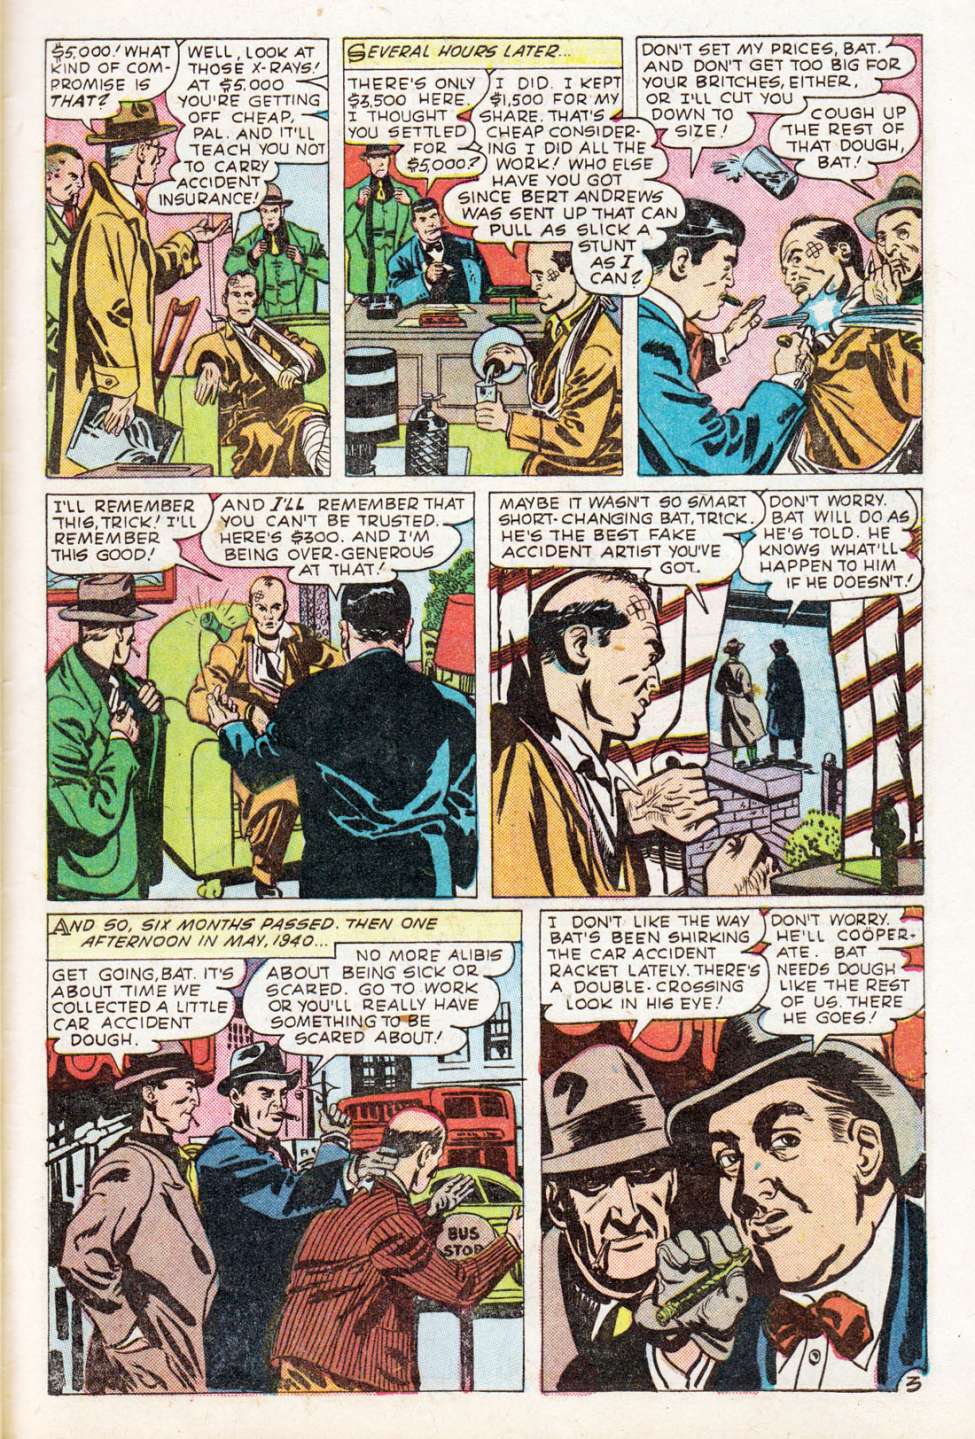 $5,000! WHAT
KIND OF COM-
PROMISE IS
THAT?
WELL, LOOK AT
THOSE X-RAYS!
AT $5,000
YOU'RE GETTING
OFF CHEAP,
PAL. AND IT'LL
TEACH YOU NOT
TO CARRY
ACCIDENT
INSURANCE!
SEVERAL HOURS LATER...
THERE'S ONLY
$3,500 HERE.
I THOUGHT
YOU SETTLED
FOR
$5,000?
I DID. I KEPT
$1,500 FOR MY
SHARE. THAT'S
CHEAP CONSIDER-
ING I DID ALL THE
WORK! WHO ELSE
HAVE YOU GOT
SINCE BERT ANDREWS
WAS SENT UP THAT CAN
PULL AS SLICK A
STUNT
AS I
CAN?
DON'T SET MY PRICES, BAT.
AND DON'T GET TOO BIG FOR
YOUR BRITCHES, EITHER,
OR I'LL CUT YOU
DOWN TO
SIZE!
COUGH UP
THE REST OF
THAT DOUGH,
BAT!
I'LL REMEMBER
THIS, TRICK! I'LL
REMEMBER
THIS GOOD!
AND I'LL REMEMBER THAT
YOU CAN'T BE TRUSTED.
HERE'S $300. AND I'M
BEING OVER-GENEROUS
AT THAT!
MAYBE IT WASN'T SO SMART
SHORT-CHANGING BAT, TRICK.
HE'S THE BEST FAKE
ACCIDENT ARTIST YOU'VE
GOT.
DON'T WORRY.
BAT WILL DO AS
HE'S TOLD. HE
KNOWS WHAT'LL
HAPPEN TO HIM
IF HE DOESN'T!
AND SO, SIX MONTHS PASSED. THEN ONE
AFTERNOON IN MAY, 1940...
GET GOING, BAT. IT'S
ABOUT TIME WE
COLLECTED A LITTLE
CAR ACCIDENT
DOUGH.
NO MORE ALIBIS
ABOUT BEING SICK OR
SCARED. GO TO WORK
OR YOU'LL REALLY HAVE
SOMETHING TO BE
SCARED ABOUT!
BUS
STOP
I DON'T LIKE THE WAY
BAT'S BEEN SHIRKING
THE CAR ACCIDENT
RACKET LATELY. THERE'S
A DOUBLE-CROSSING
LOOK IN HIS EYE!
DON'T WORRY.
HE'LL COÖPER-
ATE. BAT
NEEDS DOUGH
LIKE THE REST
OF US. THERE
HE GOES!
3